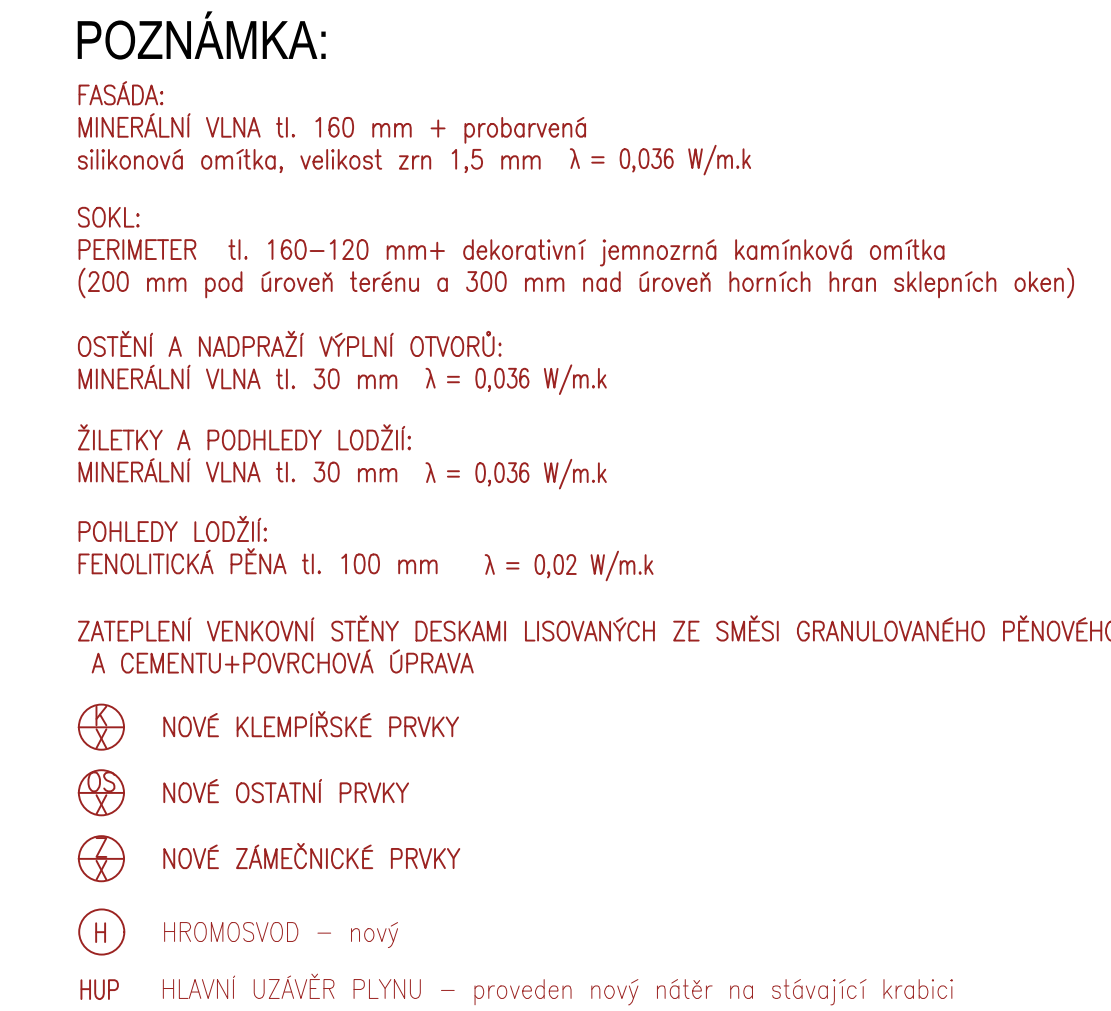 POZNÁMKA:
FASÁDA:
MINERÁLNÍ VLNA tl. 160 mm + probarvená
silikonová omítka, velikost zrn 1,5 mm λ = 0,036 W/m.k
SOKL:
PERIMETER tl. 160-120 mm+ dekorativní jemnozrná kamínková omítka
(200 mm pod úroveň terénu a 300 mm nad úroveň horních hran sklepních oken)
OSTĚNÍ A NADPRAŽÍ VÝPLNÍ OTVORŮ:
MINERÁLNÍ VLNA tl. 30 mm λ = 0,036 W/m.k
ŽILETKY A PODHLEDY LODŽIÍ:
MINERÁLNÍ VLNA tl. 30 mm λ = 0,036 W/m.k
POHLEDY LODŽIÍ:
FENOLITICKÁ PĚNA tl. 100 mm λ = 0,02 W/m.k
ZATEPLENÍ VENKOVNÍ STĚNY DESKAMI LISOVANÝCH ZE SMĚSI GRANULOVANÉHO PĚNOVÉHO
A CEMENTU+POVRCHOVÁ ÚPRAVA
K X NOVÉ KLEMPÍŘSKÉ PRVKY
OS X NOVÉ OSTATNÍ PRVKY
Z X NOVÉ ZÁMEČNICKÉ PRVKY
H HROMOSVOD - nový
HUP HLAVNÍ UZÁVĚR PLYNU - proveden nový nátěr na stávající krabici